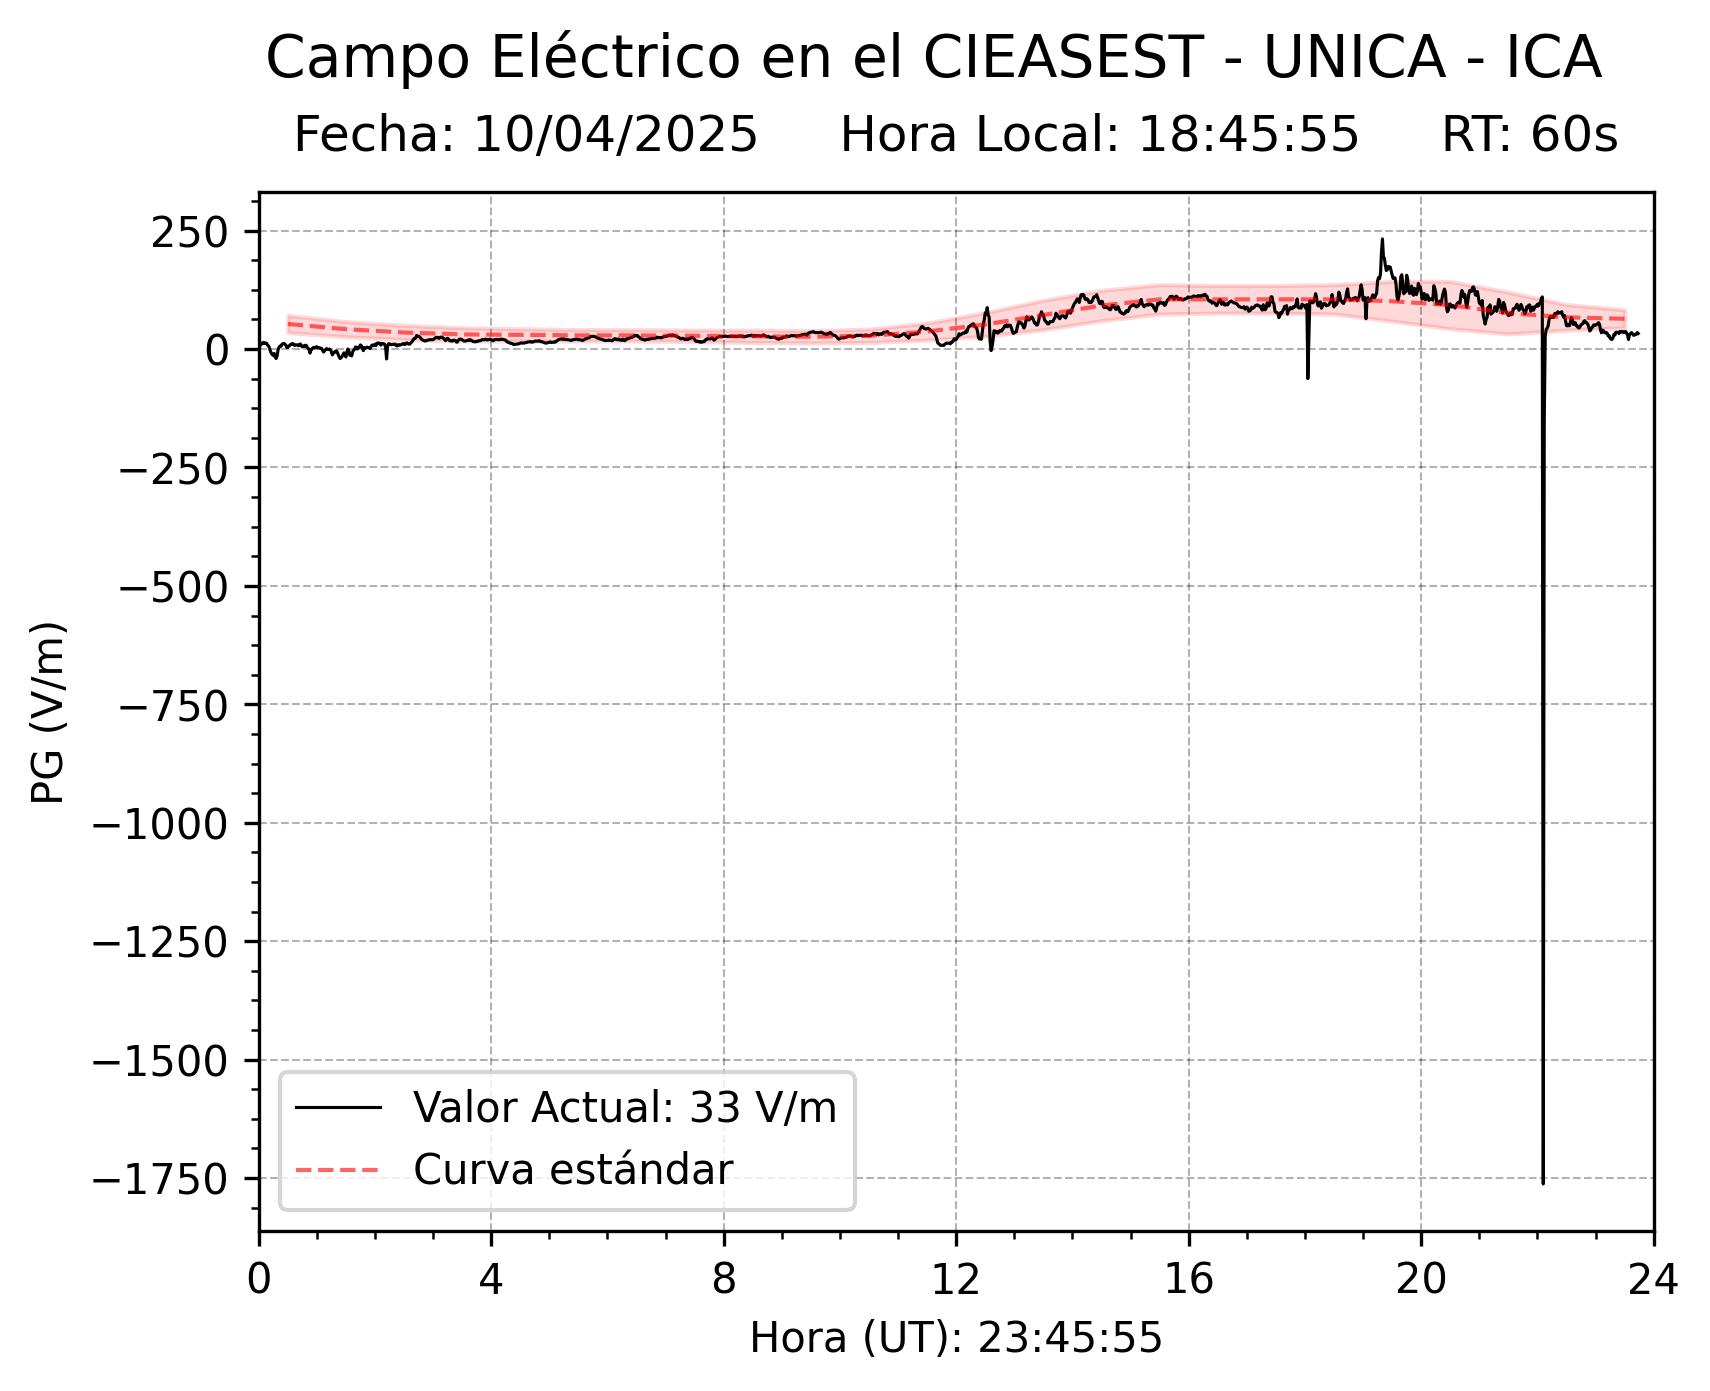 Campo Eléctrico en el CIEASEST - UNICA - ICA
Fecha: 10/04/2025 Hora Local: 18:45:55 RT: 60s
250
0
−250
−500
−750
−1000
−1250
−1500
−1750
PG (V/m)
Valor Actual: 33 V/m
Curva estándar
0 4 8 12 16 20 24
Hora (UT): 23:45:55